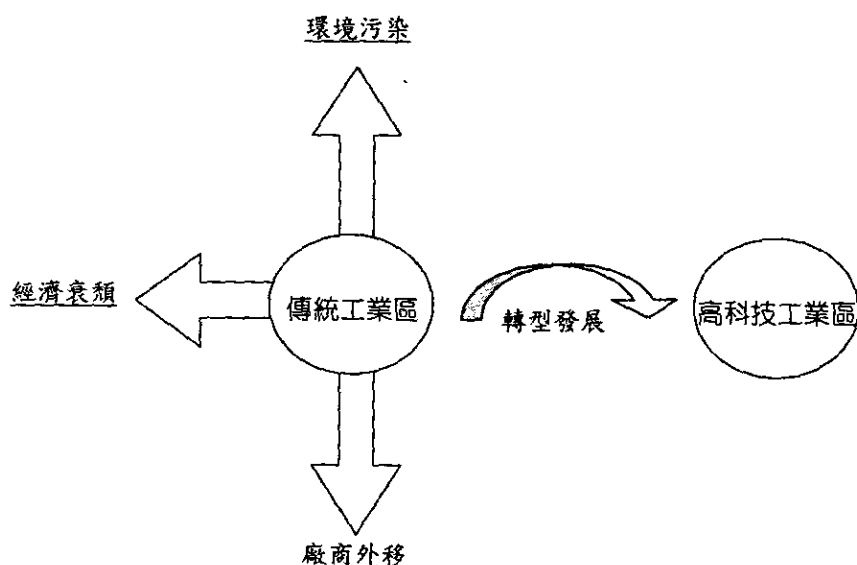 環境污染
經濟衰頹
傳統工業區
轉型發展
高科技工業區
廠商外移